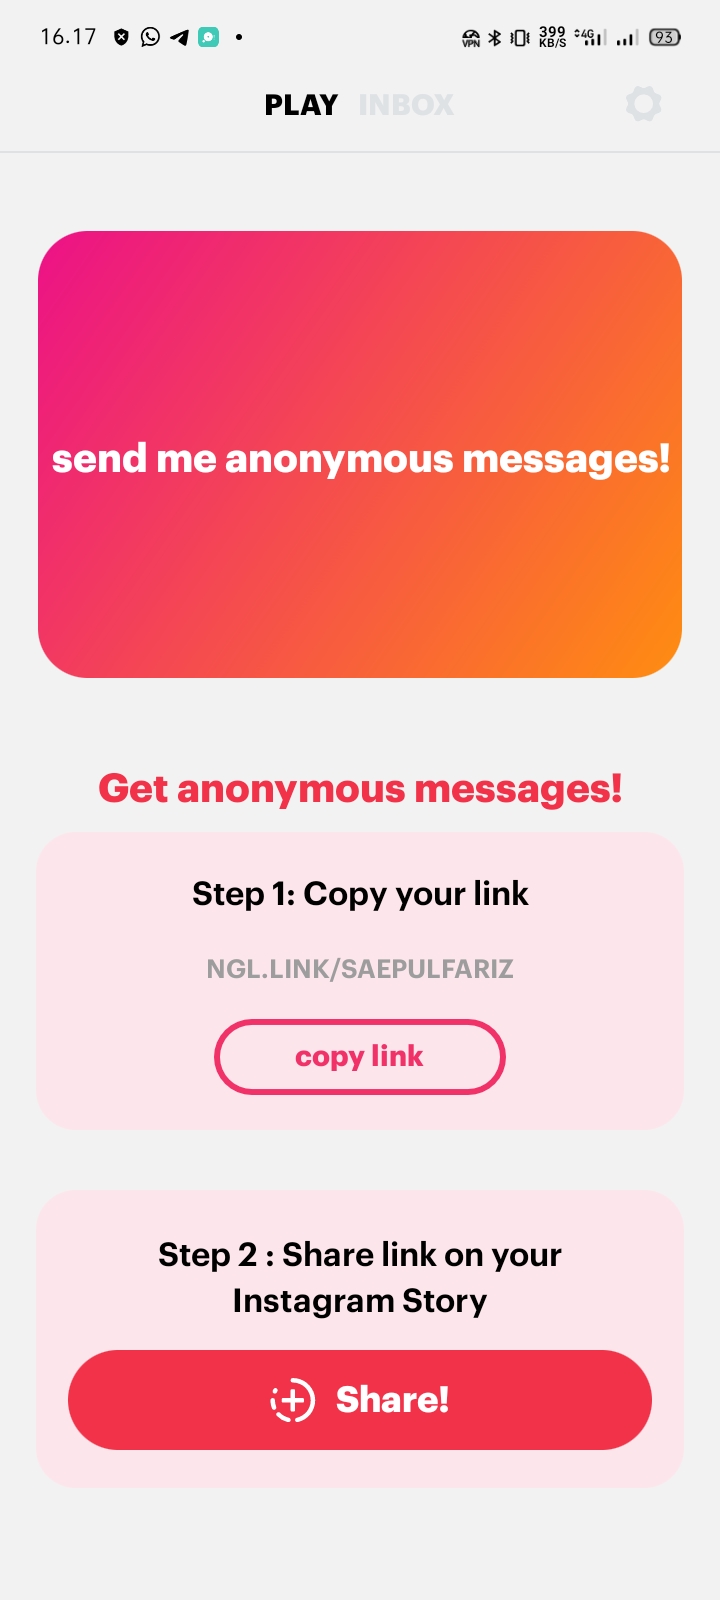 16.17
VPN
399
KB/S
4G
93
PLAY INBOX
send me anonymous messages!
Get anonymous messages!
Step 1: Copy your link
NGL.LINK/SAEPULFARIZ
copy link
Step 2 : Share link on your
Instagram Story
Share!